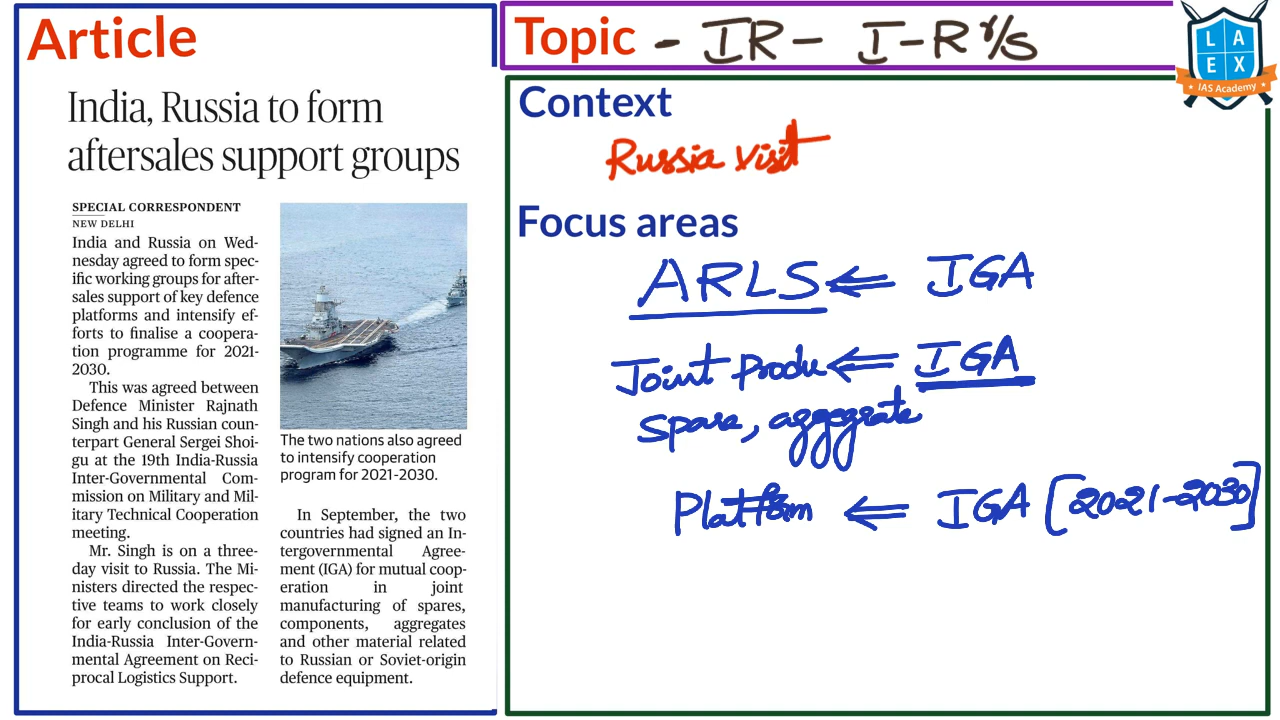 Article
India, Russia to form
aftersales support groups
SPECIAL CORRESPONDENT
NEW DELHI
India and Russia on Wed-
nesday agreed to form spec-
ific working groups for after-
sales support of key defence
platforms and intensify ef-
forts to finalise a coopera-
tion programme for 2021-
2030.
This was agreed between
Defence Minister Rajnath
Singh and his Russian coun-
terpart General Sergei Shoi-
gu at the 19th India-Russia
Inter-Governmental Com-
mission on Military and Mil-
itary Technical Cooperation
meeting.
Mr. Singh is on a three-
day visit to Russia. The Mi-
nisters directed the respec-
tive teams to work closely
for early conclusion of the
India-Russia Inter-Govern-
mental Agreement on Reci-
procal Logistics Support.
The two nations also agreed
to intensify cooperation
program for 2021-2030.
In September, the two
countries had signed an In-
tergovernmental Agree-
ment (IGA) for mutual coop-
eration in joint
manufacturing of spares,
components, aggregates
and other material related
to Russian or Soviet-origin
defence equipment.
Topic - IR - I-R r/s
Context
Russia visit
Focus areas
ARLS ⇐ IGA
Joint Produ ⇐ IGA
Spare, aggegrate
Platform ⇐ IGA [2021-2030]
LA
EX
IAS Academy